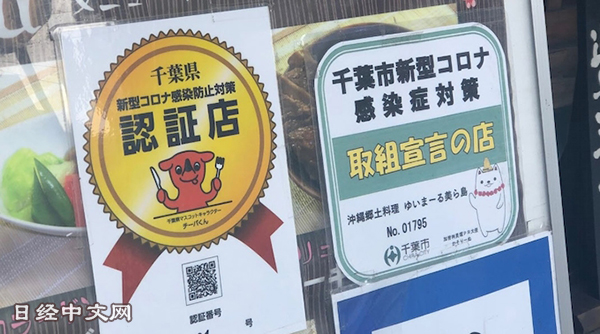 千葉県
新型コロナ感染防止対策
認証店
千葉県マスコットキャラクター
チーバくん
認証番号
号
千葉市新型コロナ
感染症対策
取組宣言の店
沖縄郷土料理 ゆいまーる美ら島
No. 01795
千葉市
CHIBA CITY
日经中文网